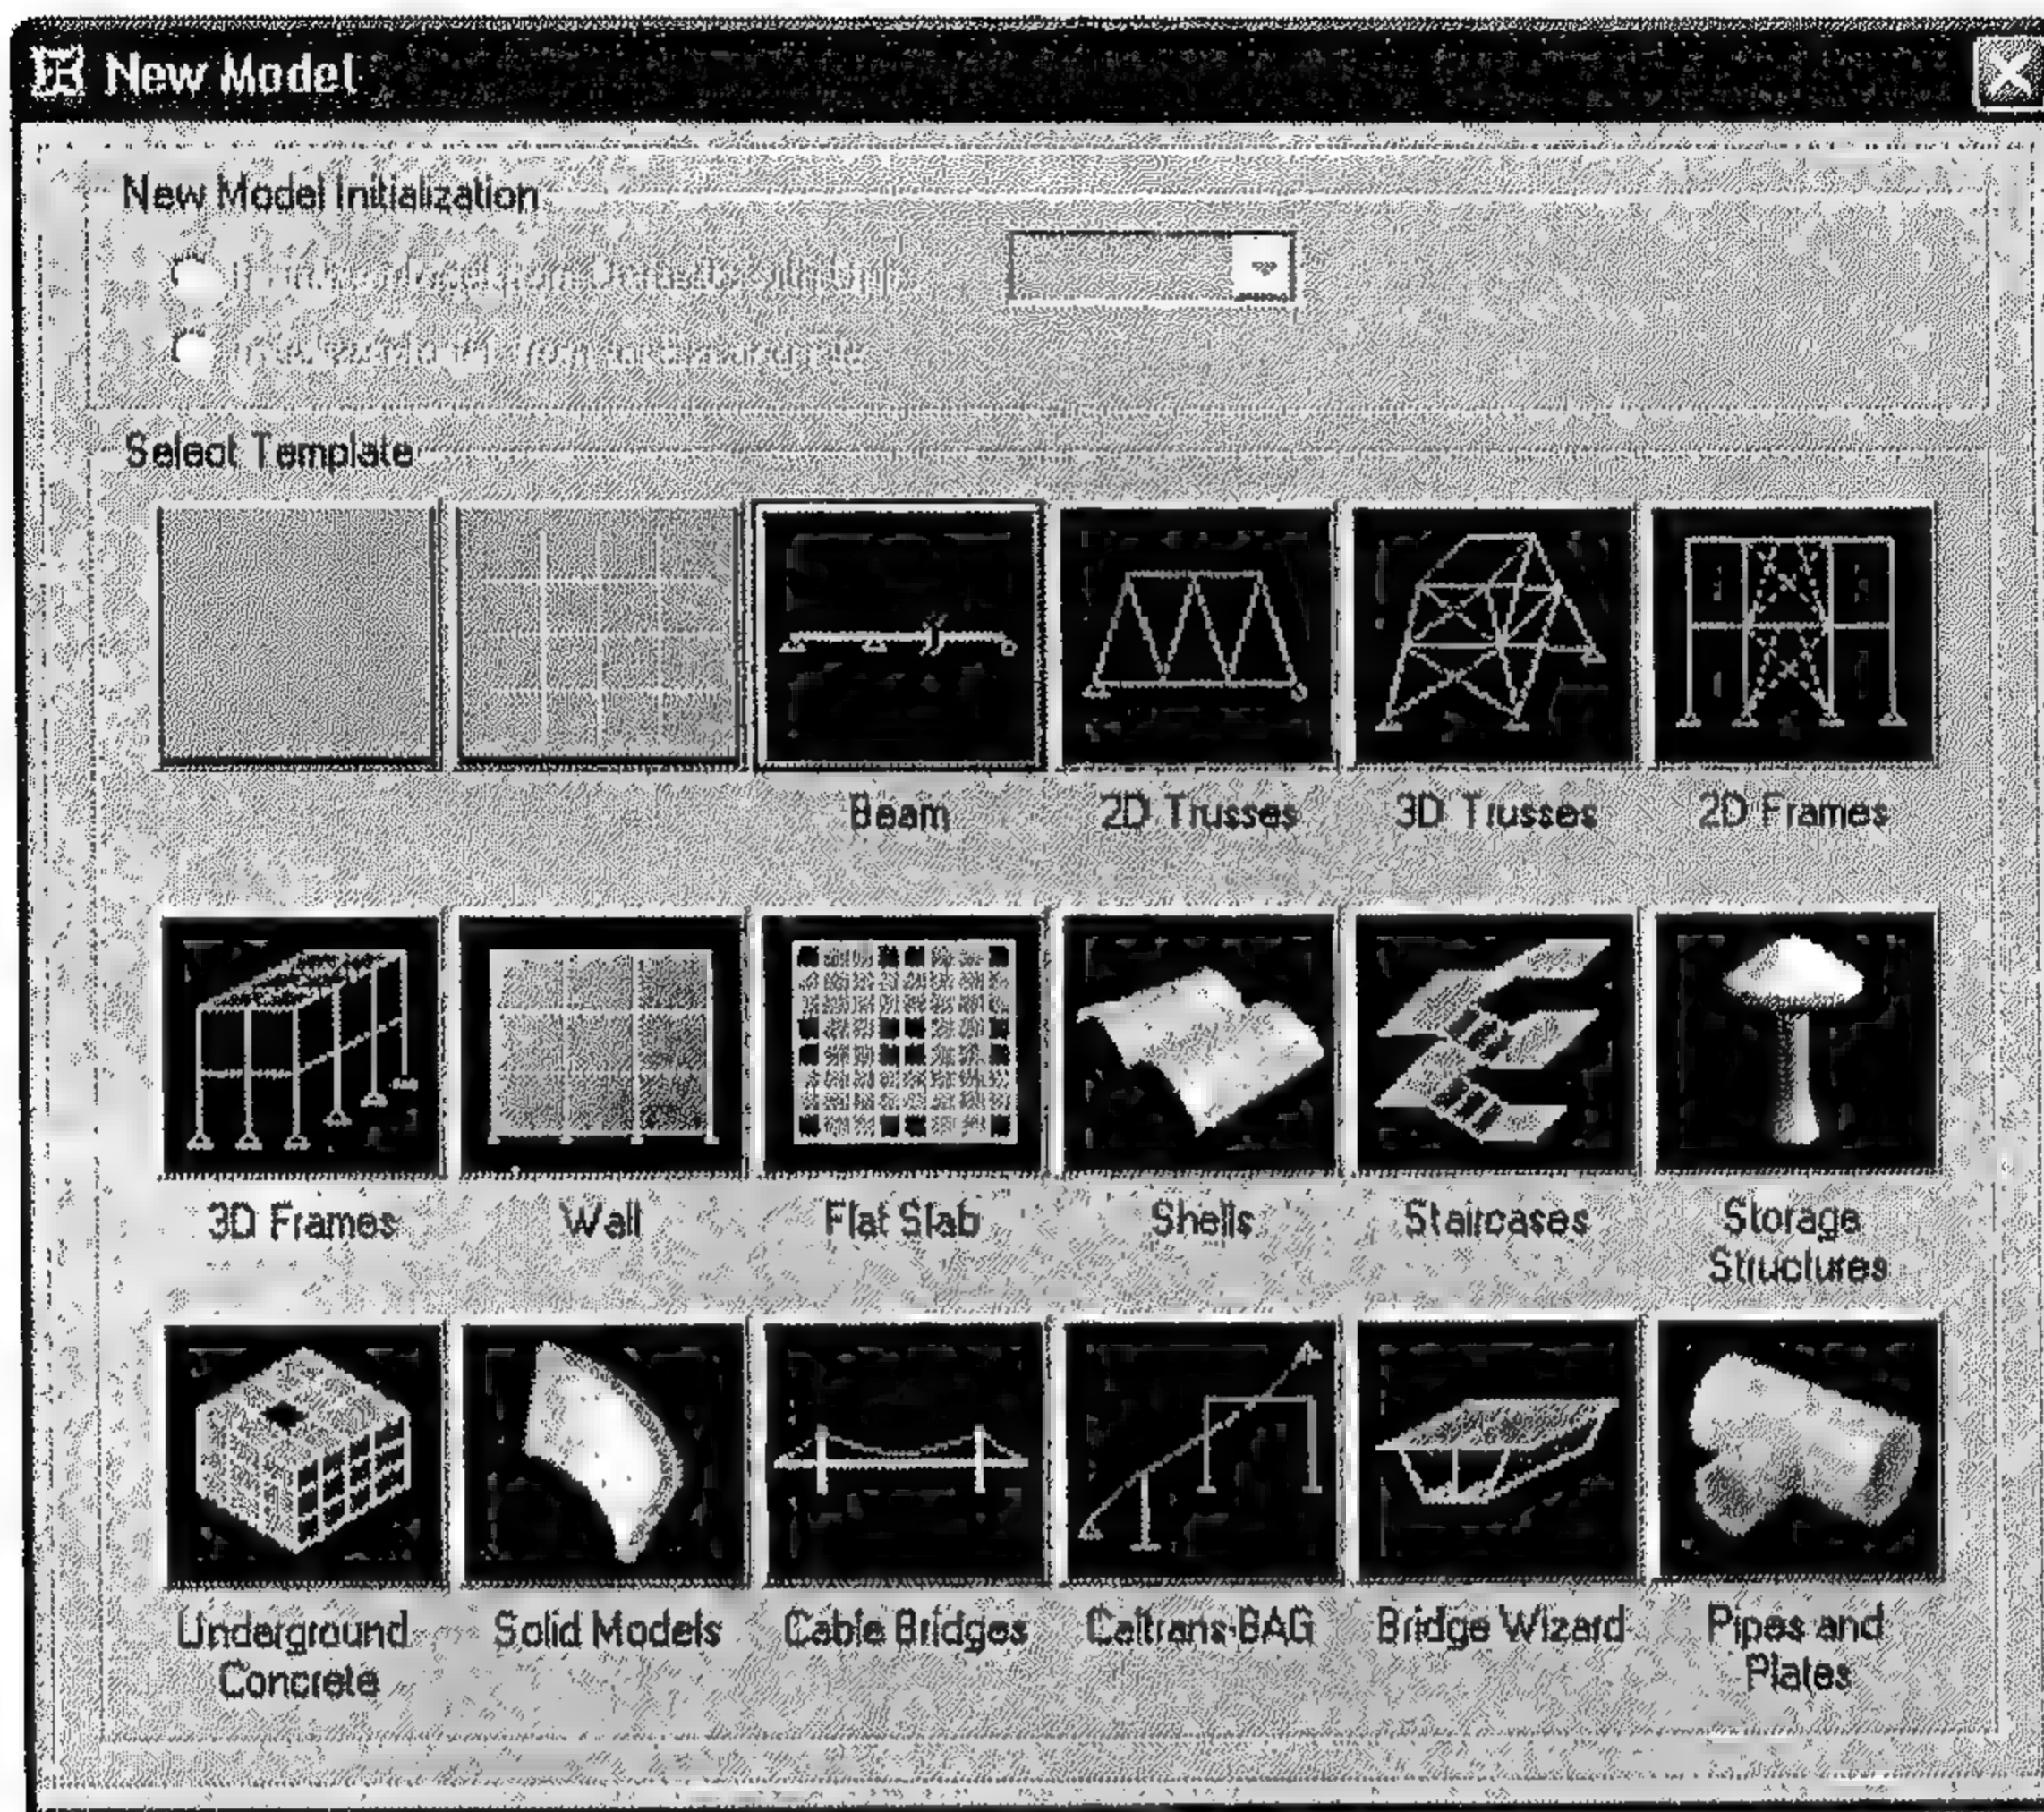 New Model
New Model Initialization
Select Template
Beam
2D Trusses
3D Trusses
2D Frames
3D Frames
Wall
Flat Slab
Shells
Staircases
Storage
Structures
Underground
Concrete
Solid Models
Cable Bridges
Caltrans-BAG
Bridge Wizard
Pipes and
Plates